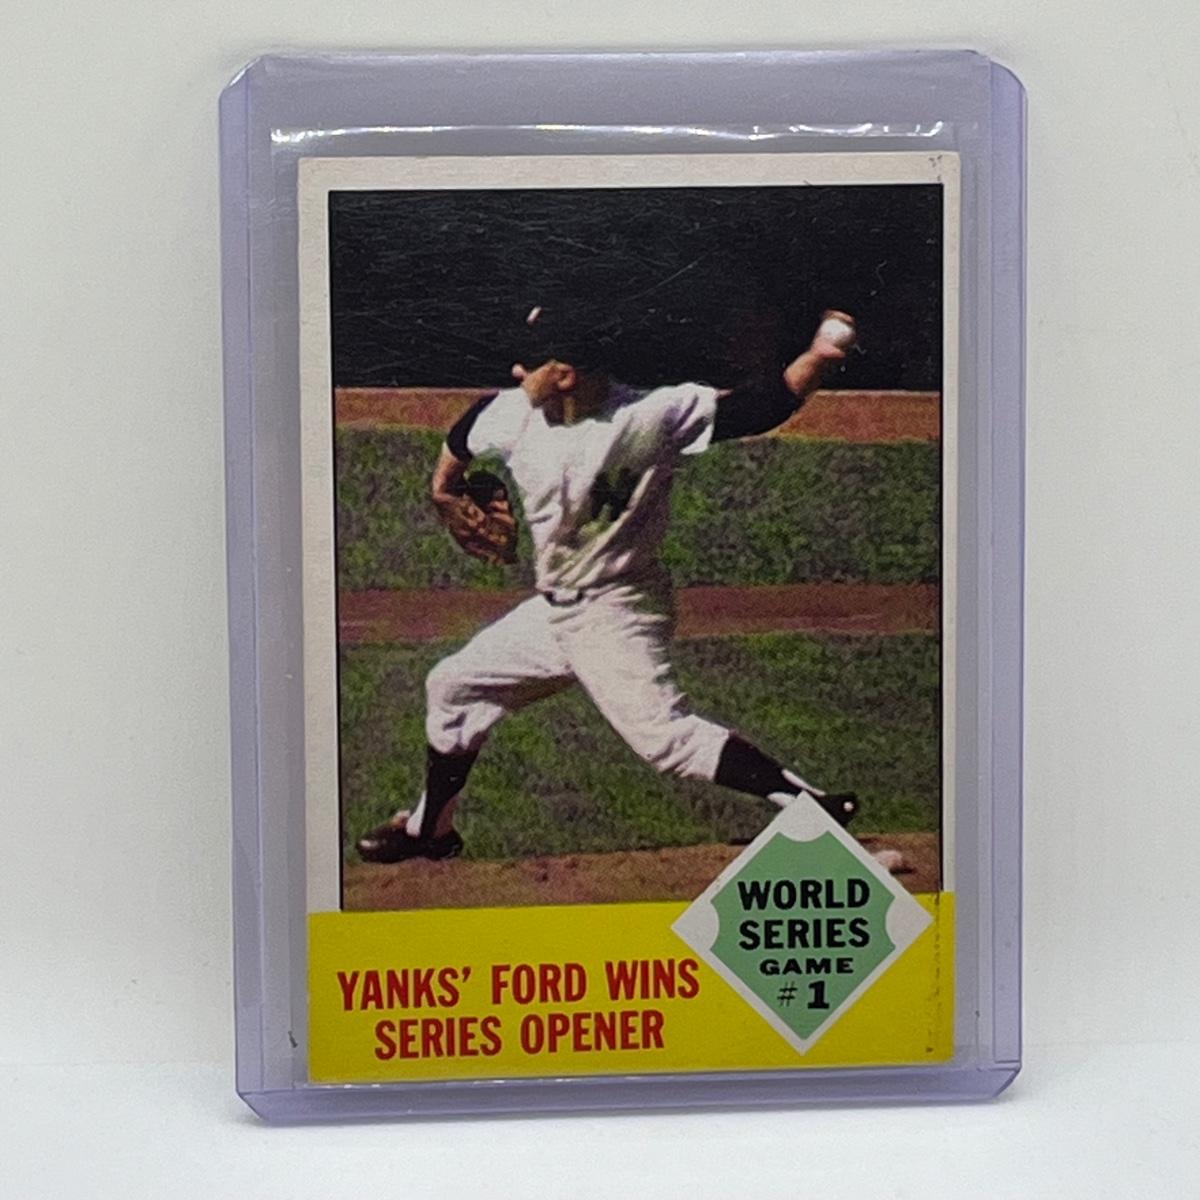 WORLD
SERIES
GAME
#1
YANKS' FORD WINS
SERIES OPENER